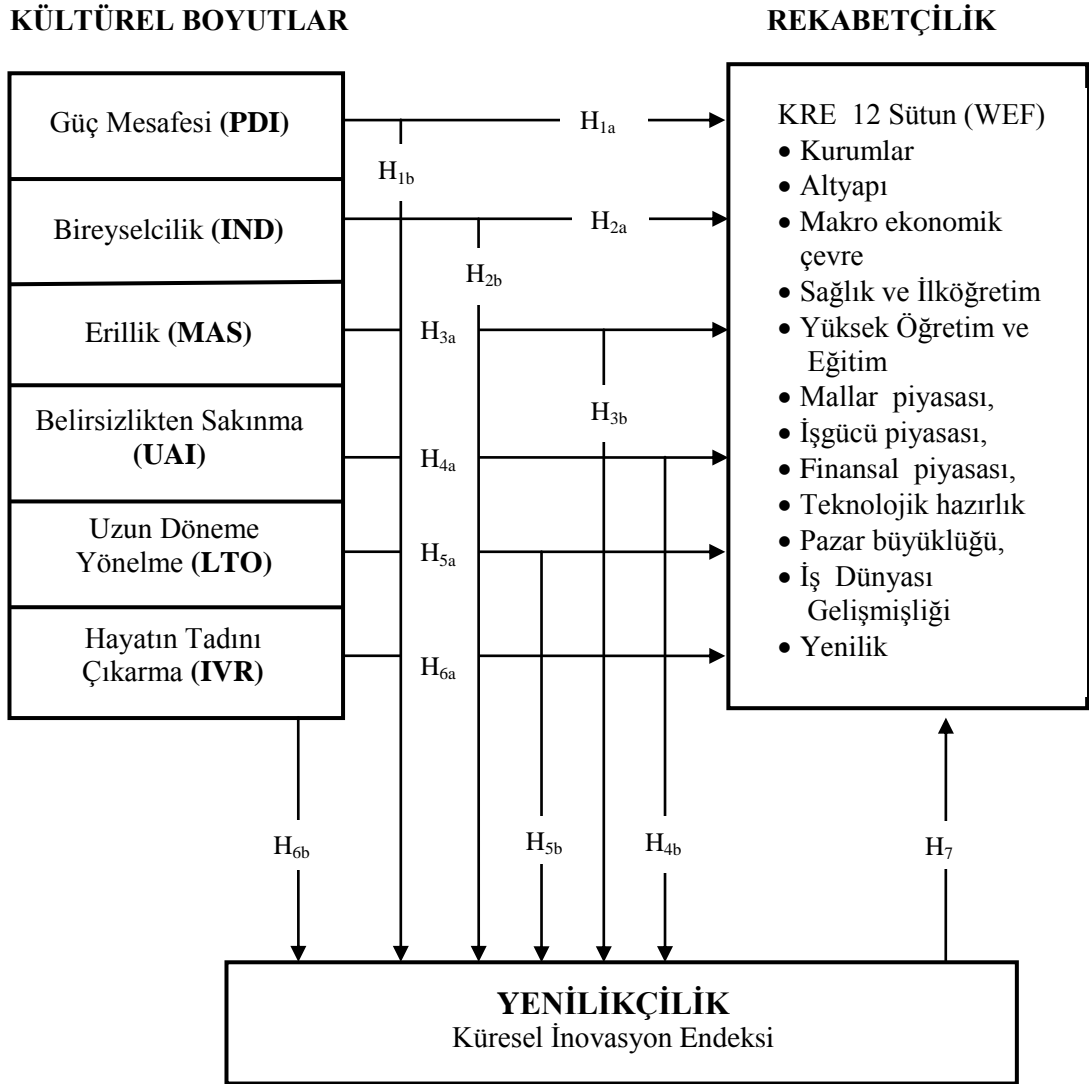 KÜLTÜREL BOYUTLAR
REKABETÇİLİK
Güç Mesafesi (PDI)
Bireyselcilik (IND)
Erillik (MAS)
Belirsizlikten Sakınma
(UAI)
Uzun Döneme
Yönelme (LTO)
Hayatın Tadını
Çıkarma (IVR)
H1a
H1b
H2a
H2b
H3a
H3b
H4a
H5a
H6a
KRE 12 Sütun (WEF)
• Kurumlar
• Altyapı
• Makro ekonomik
çevre
• Sağlık ve İlköğretim
• Yüksek Öğretim ve
Eğitim
• Mallar piyasası,
• İşgücü piyasası,
• Finansal piyasası,
• Teknolojik hazırlık
• Pazar büyüklüğü,
• İş Dünyası
Gelişmişliği
• Yenilik
H6b
H5b
H4b
H7
YENİLİKÇİLİK
Küresel İnovasyon Endeksi